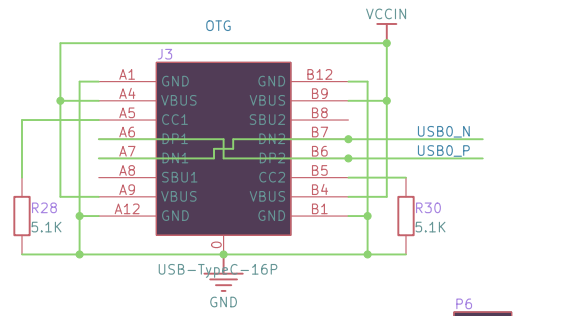 VCCIN
OTG
J3
A1 GND GND B12
A4 VBUS VBUS B9
A5 CC1 SBU2 B8
A6 DP1 DN2 B7 USB0_N
A7 DN1 DP2 B6 USB0_P
A8 SBU1 CC2 B5
A9 VBUS VBUS B4
A12 GND GND B1
R28 R30
5.1K 5.1K
0
USB-TypeC-16P
GND
P6